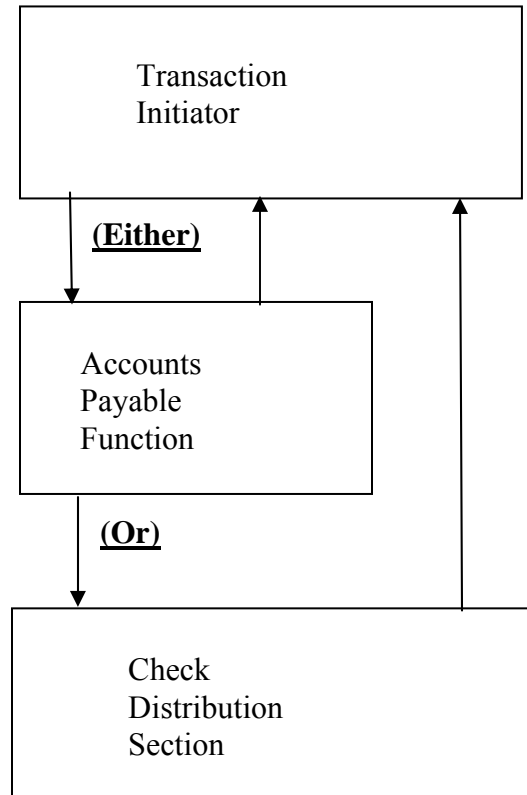 Transaction
Initiator
(Either)
Accounts
Payable
Function
(Or)
Check
Distribution
Section